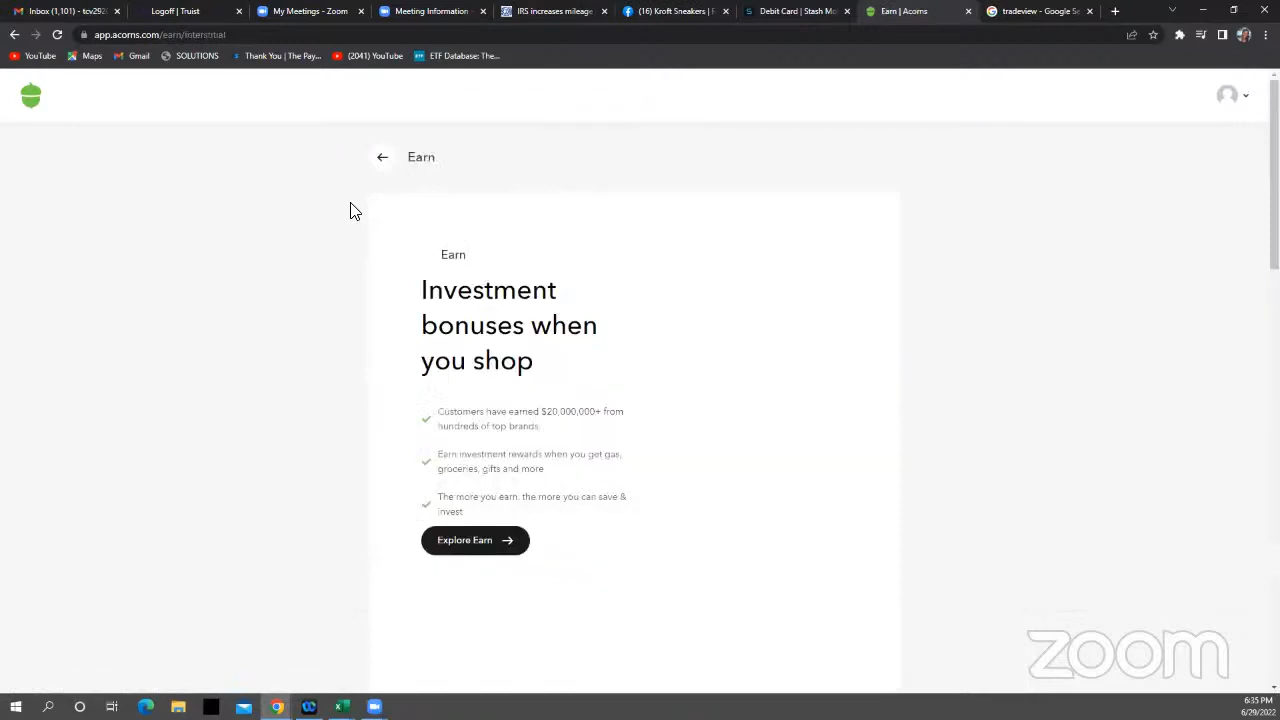 Inbox (1,101) - tcv292
Logoff | Trust
My Meetings - Zoom
Meeting Information -
IRS increases mileage
(16) Kroft Sneakers | F
Debit Card | State Mo
Earn | Acorns
tradeview - Google Se
app.acorns.com/earn/interstitial
YouTube
Maps
Gmail
SOLUTIONS
Thank You | The Pay...
(2041) YouTube
ETF Database: The...
Earn
Earn
Investment
bonuses when
you shop
Customers have earned $20,000,000+ from
hundreds of top brands.
Earn investment rewards when you get gas,
groceries, gifts and more
The more you earn, the more you can save &
invest
Explore Earn
zoom
6:35 PM
6/29/2022